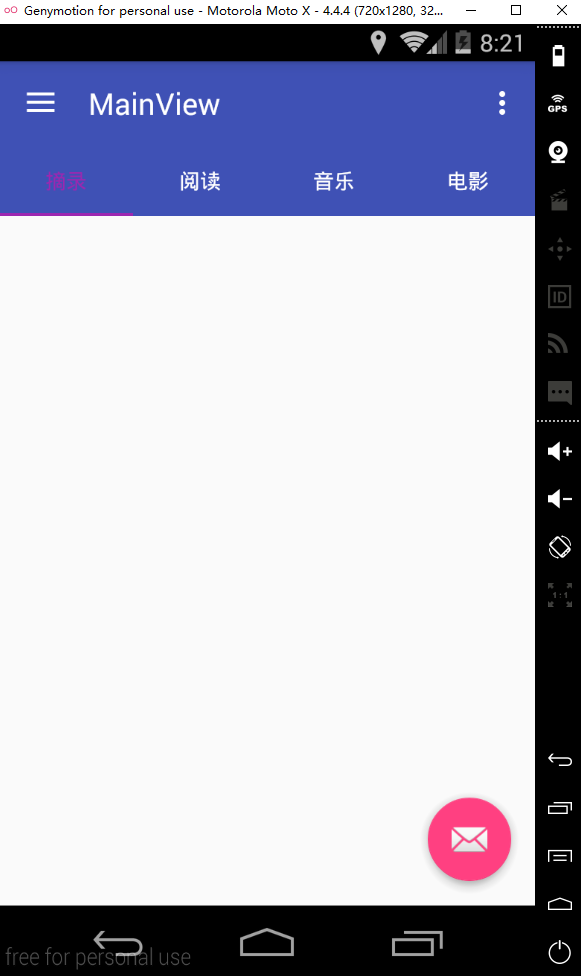 Genymotion for personal use - Motorola Moto X - 4.4.4 (720x1280, 32...
8:21
GPS
MainView
摘录 阅读 音乐 电影
ID
1:1
free for personal use